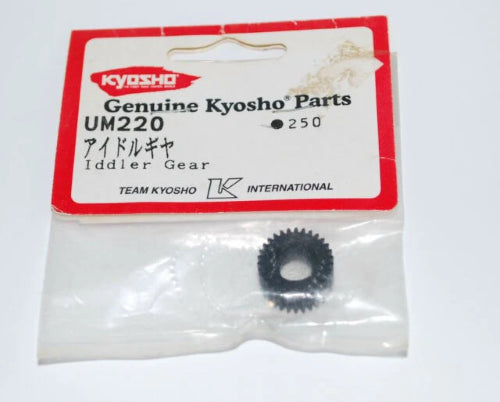 KYOSHO
Genuine Kyosho® Parts
UM220 ●250
アイドルギヤ
Iddler Gear
TEAM KYOSHO K INTERNATIONAL